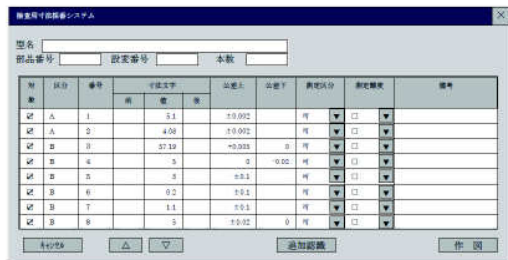 検査用寸法採番システム
型名
部品番号 設変番号 本数
対数 区分 番号 寸法文字 公差上 公差下 測定区分 測定頻度 備考
前 値 後
A 1 5.1 ±0.002 可 □
A 2 4.08 ±0.002 可 □
B 3 37.19 +0.005 0 可 □
B 4 5 0 -0.02 可 □
B 5 3 ±0.1 可 □
B 6 0.2 ±0.1 可 □
B 7 1.1 ±0.1 可 □
B 8 5 ±0.02 0 可 □
キャンセル △ ▽ 追加認識 作図